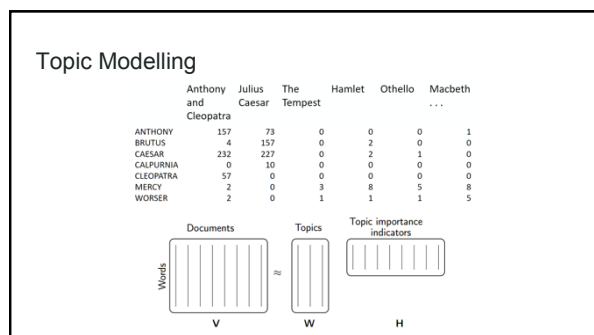 Topic Modelling
Anthony and Cleopatra Julius Caesar The Tempest Hamlet Othello Macbeth ...
ANTHONY 157 73 0 0 0 1
BRUTUS 4 157 0 2 0 0
CAESAR 232 227 0 2 1 0
CALPURNIA 0 10 0 0 0 0
CLEOPATRA 57 0 0 0 0 0
MERCY 2 0 3 8 5 8
WORSER 2 0 1 1 1 5
Documents Topics Topic importance
indicators
Words
≈
V W H